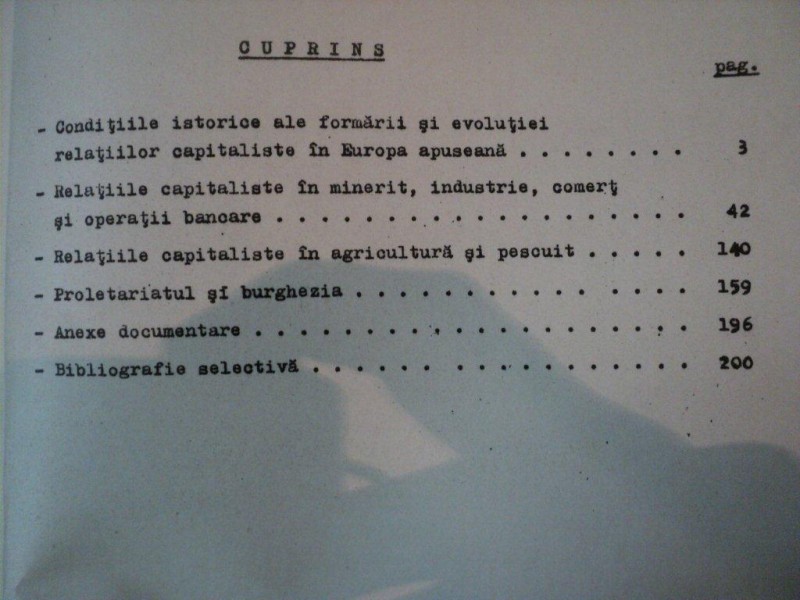 C U P R I N S
pag.
- Condiţiile istorice ale formării şi evoluţiei
relaţiilor capitaliste în Europa apuseană . . . . . . . . 3
- Relaţiile capitaliste în minerit, industrie, comerţ
şi operaţii bancare . . . . . . . . . . . . . . . . . . 42
- Relaţiile capitaliste în agricultură şi pescuit . . . . . 140
- Proletariatul şi burghezia . . . . . . . . . . . . . . . 159
- Anexe documentare . . . . . . . . . . . . . . . . . . . 196
- Bibliografie selectivă . . . . . . . . . . . . . . . . . 200